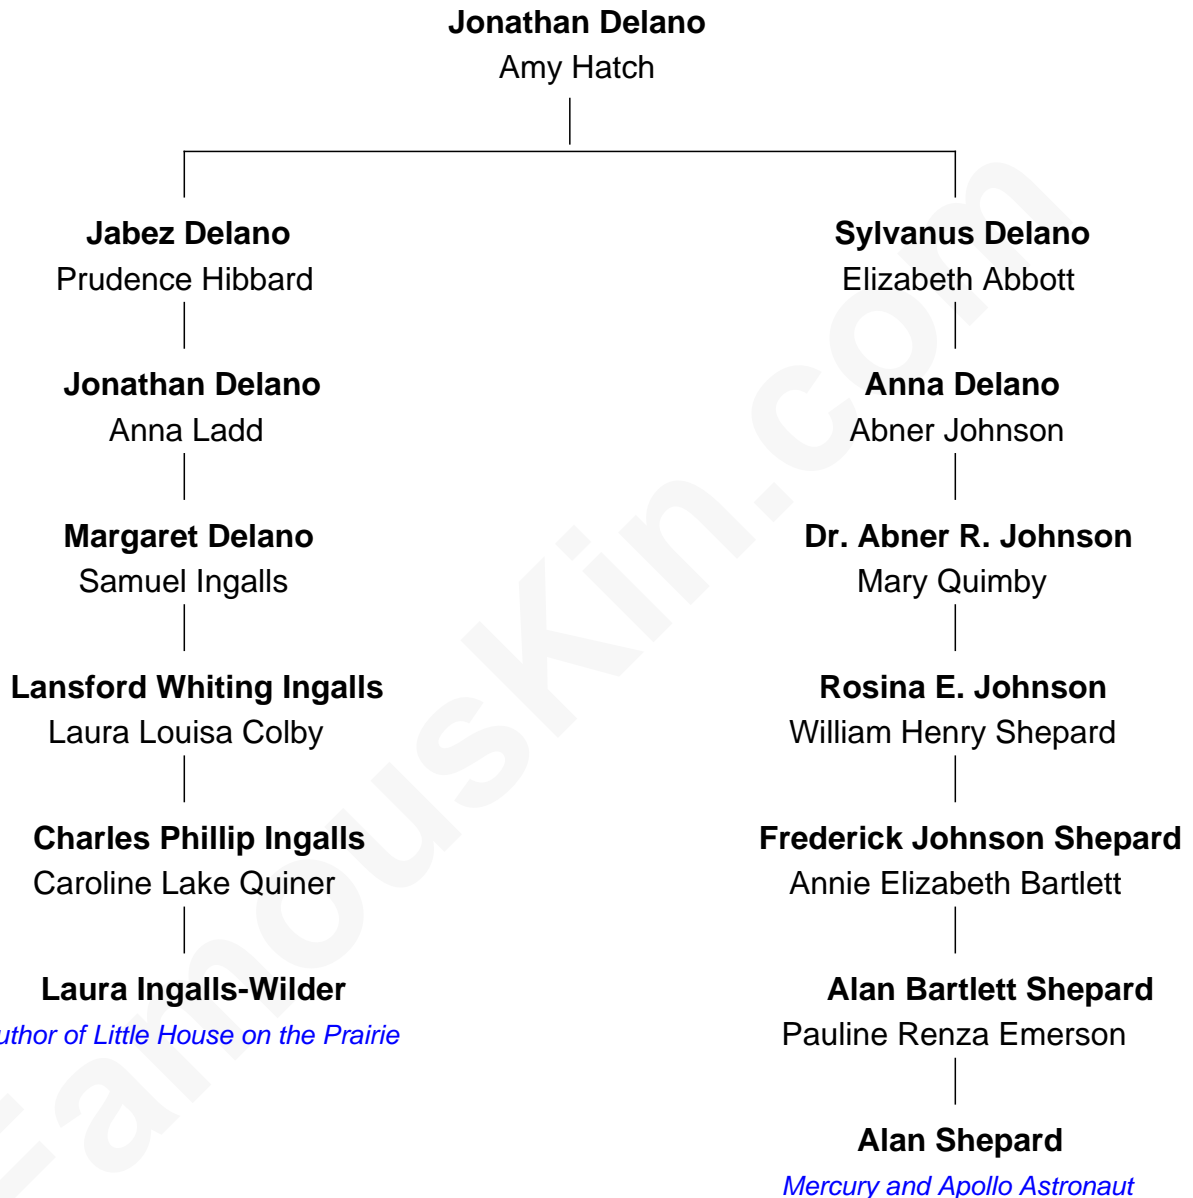 Jonathan Delano
Amy Hatch
Jabez Delano
Prudence Hibbard
Sylvanus Delano
Elizabeth Abbott
Jonathan Delano
Anna Ladd
Anna Delano
Abner Johnson
Margaret Delano
Samuel Ingalls
Dr. Abner R. Johnson
Mary Quimby
Lansford Whiting Ingalls
Laura Louisa Colby
Rosina E. Johnson
William Henry Shepard
Charles Phillip Ingalls
Caroline Lake Quiner
Frederick Johnson Shepard
Annie Elizabeth Bartlett
Laura Ingalls-Wilder
uthor of Little House on the Prairie
Alan Bartlett Shepard
Pauline Renza Emerson
Alan Shepard
Mercury and Apollo Astronaut
FamousKin.com